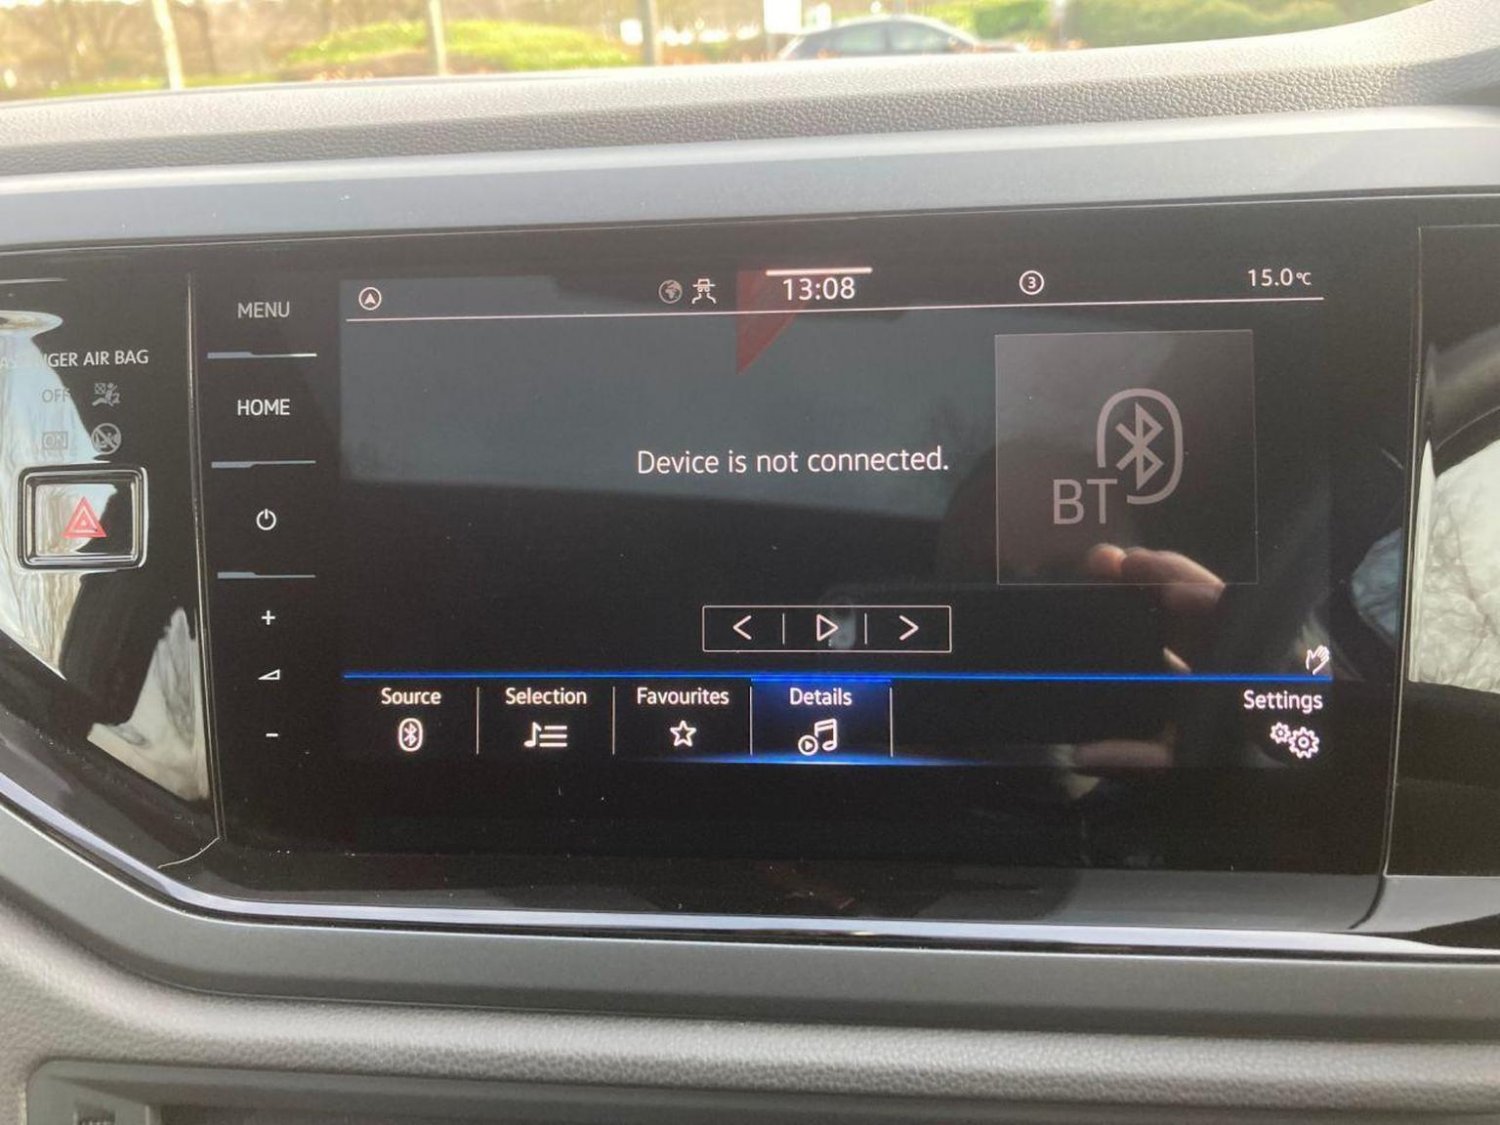 MENU
HOME
13:08
3
15.0°C
AIR BAG
OFF
ON
Device is not connected.
BT
+
-
Source
Selection
Favourites
Details
Settings